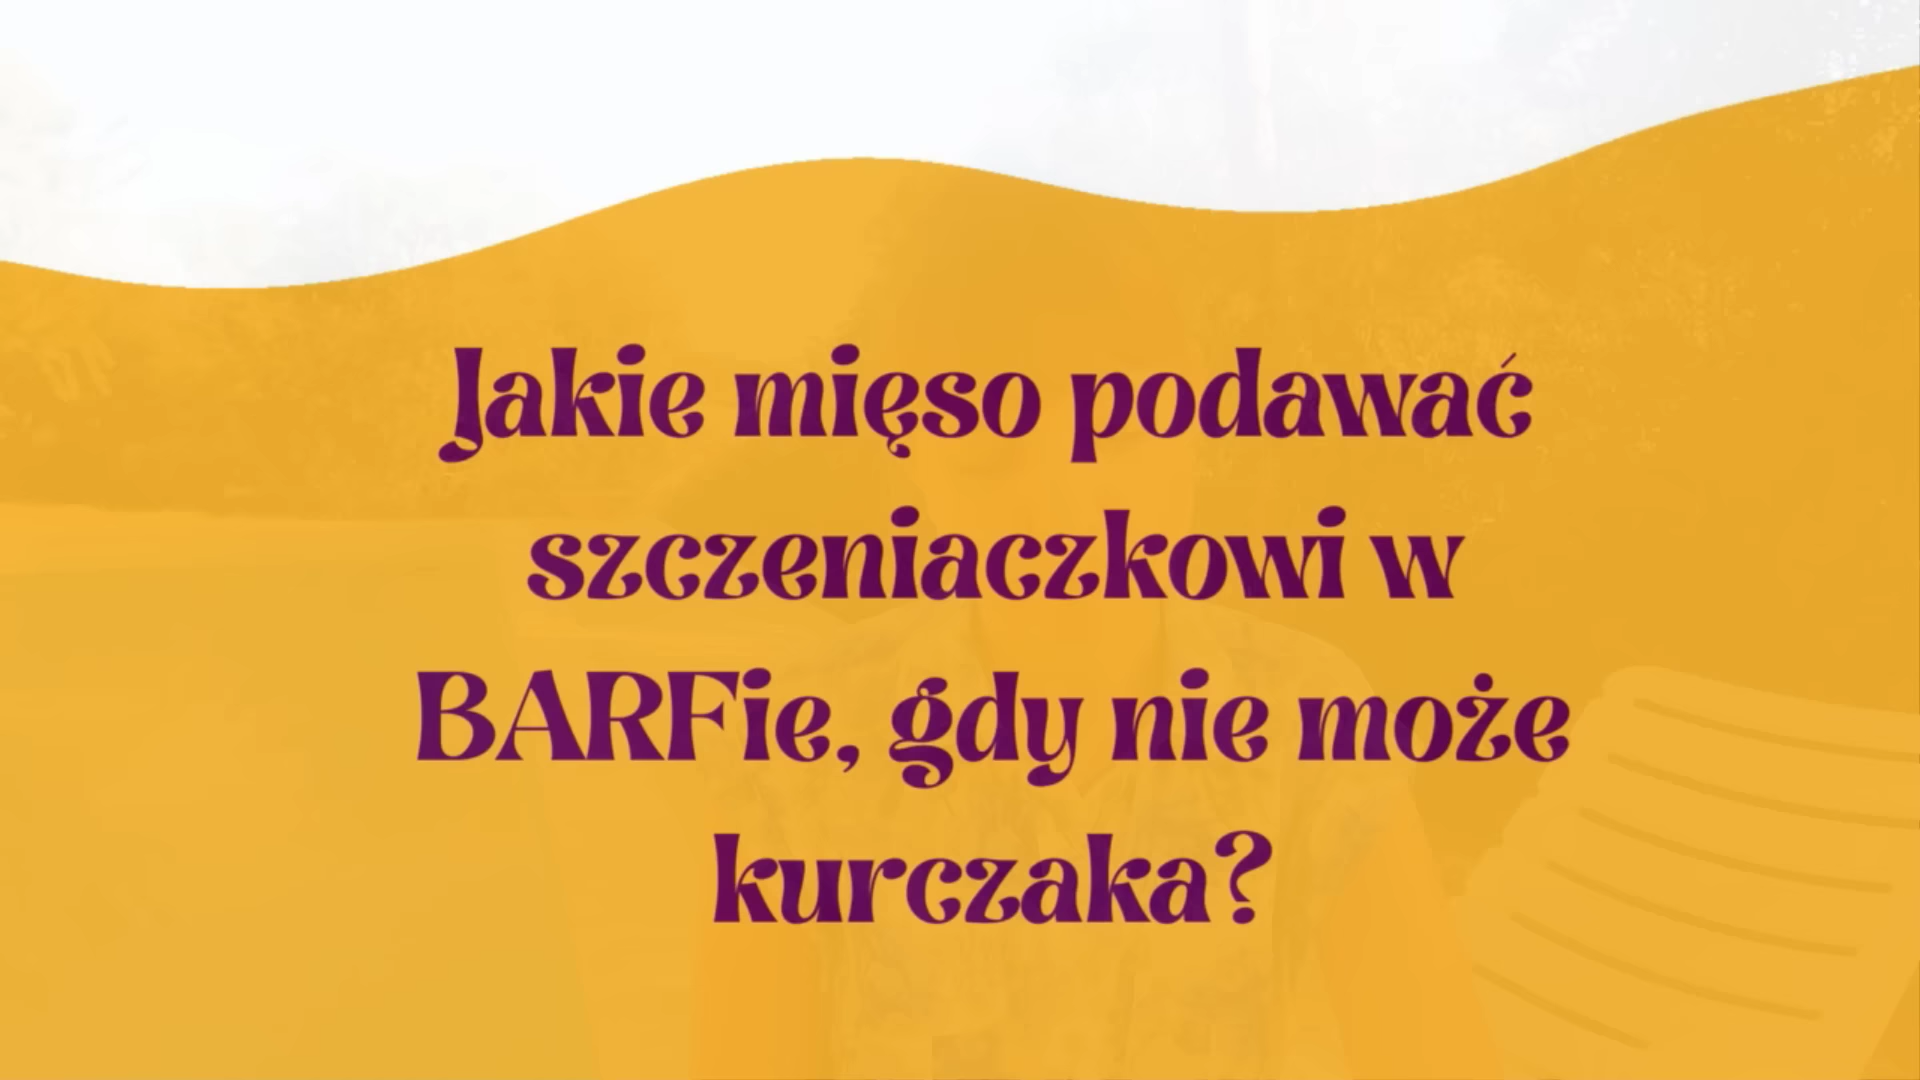 Jakie mięso podawać
szczeniaczkowi w
BARFie, gdy nie może
kurczaka?